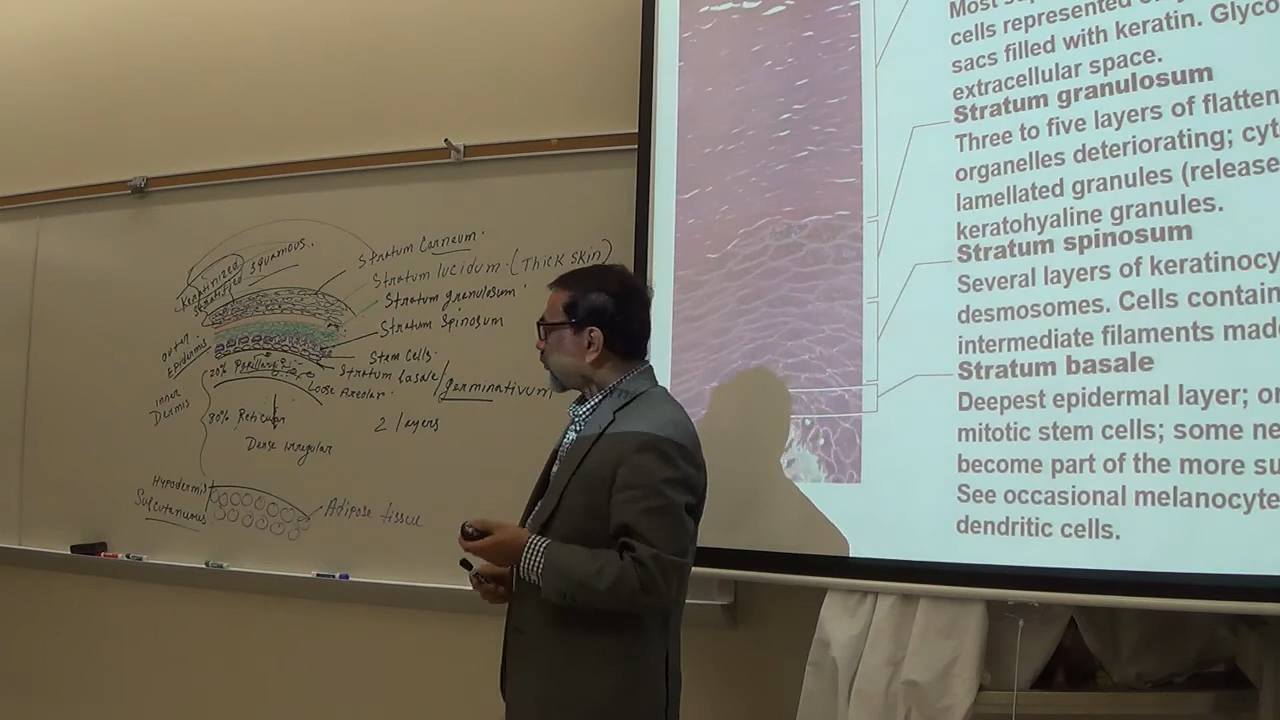 Keratinized
Stratified squamous.
Stratum Corneum.
Stratum lucidum. (THICK SKIN)
Stratum granulosum
Stratum Spinosum
Stem Cells.
Stratum basale/germinativum
outer
Epidermis
20% Papillary
Loose Areolar.
inner
Dermis
80% Reticular
2 layers
Dense irregular
Hypodermis
Subcutaneous
Adipose tissue
cells represented
sacs filled with keratin. Glyco
extracellular space.
Stratum granulosum
Three to five layers of flatten
organelles deteriorating; cyt
lamellated granules (release
keratohyaline granules.
Stratum spinosum
Several layers of keratinocy
desmosomes. Cells contain
intermediate filaments mad
Stratum basale
Deepest epidermal layer; on
mitotic stem cells; some ne
become part of the more su
See occasional melanocyte
dendritic cells.